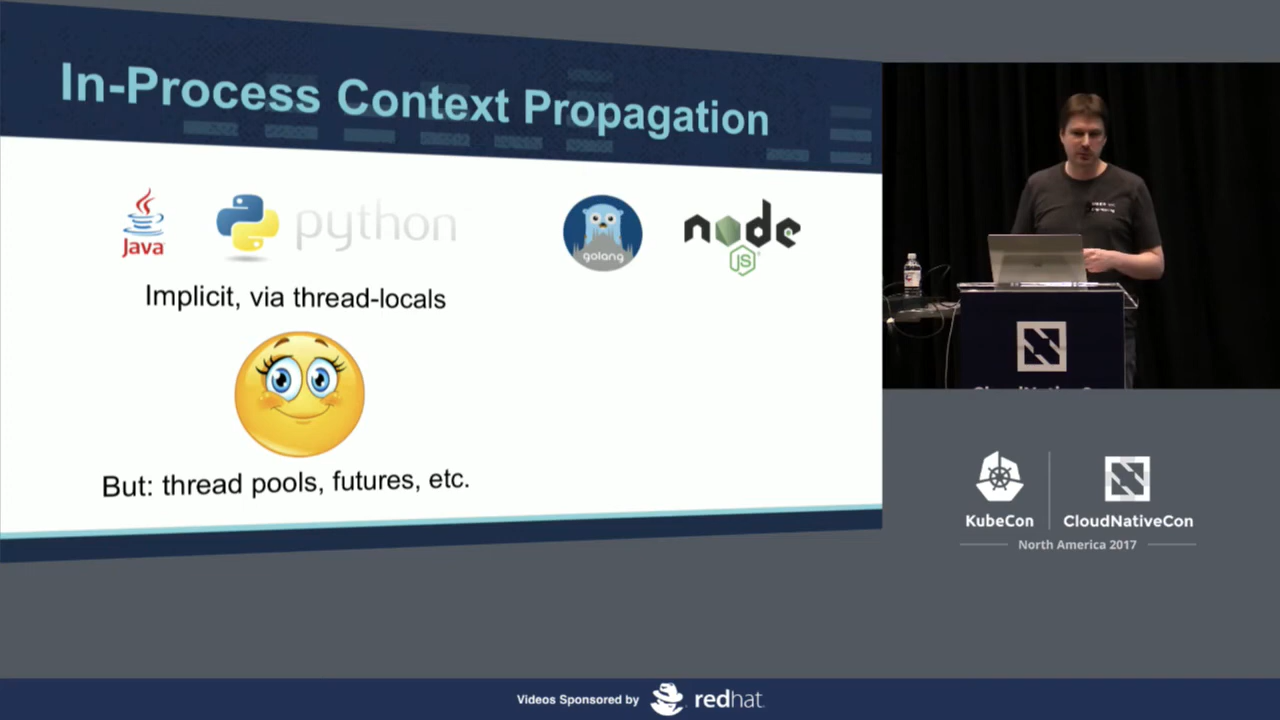 In-Process Context Propagation
Java
python
golang
node
JS
Implicit, via thread-locals
But: thread pools, futures, etc.
KubeCon
CloudNativeCon
North America 2017
Videos Sponsored by
redhat